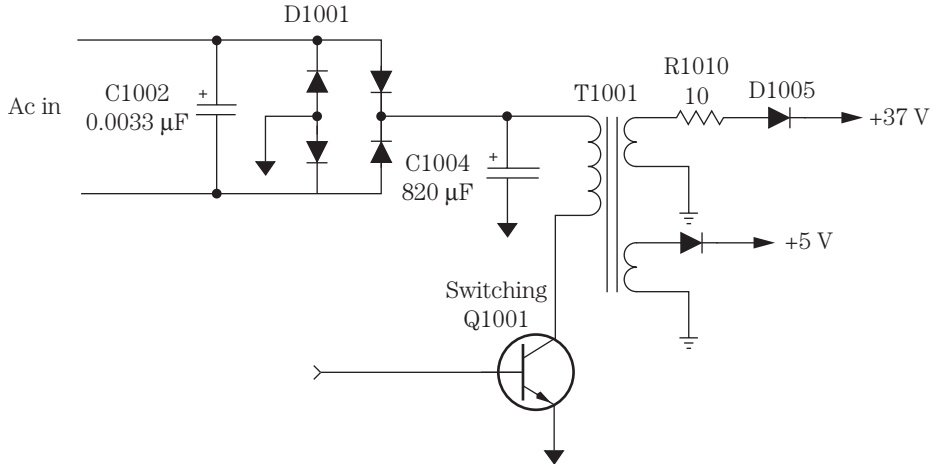 D1001
Ac in
C1002
0.0033 µF
+
C1004
820 µF
+
T1001
R1010
10
D1005
+37 V
+5 V
Switching
Q1001